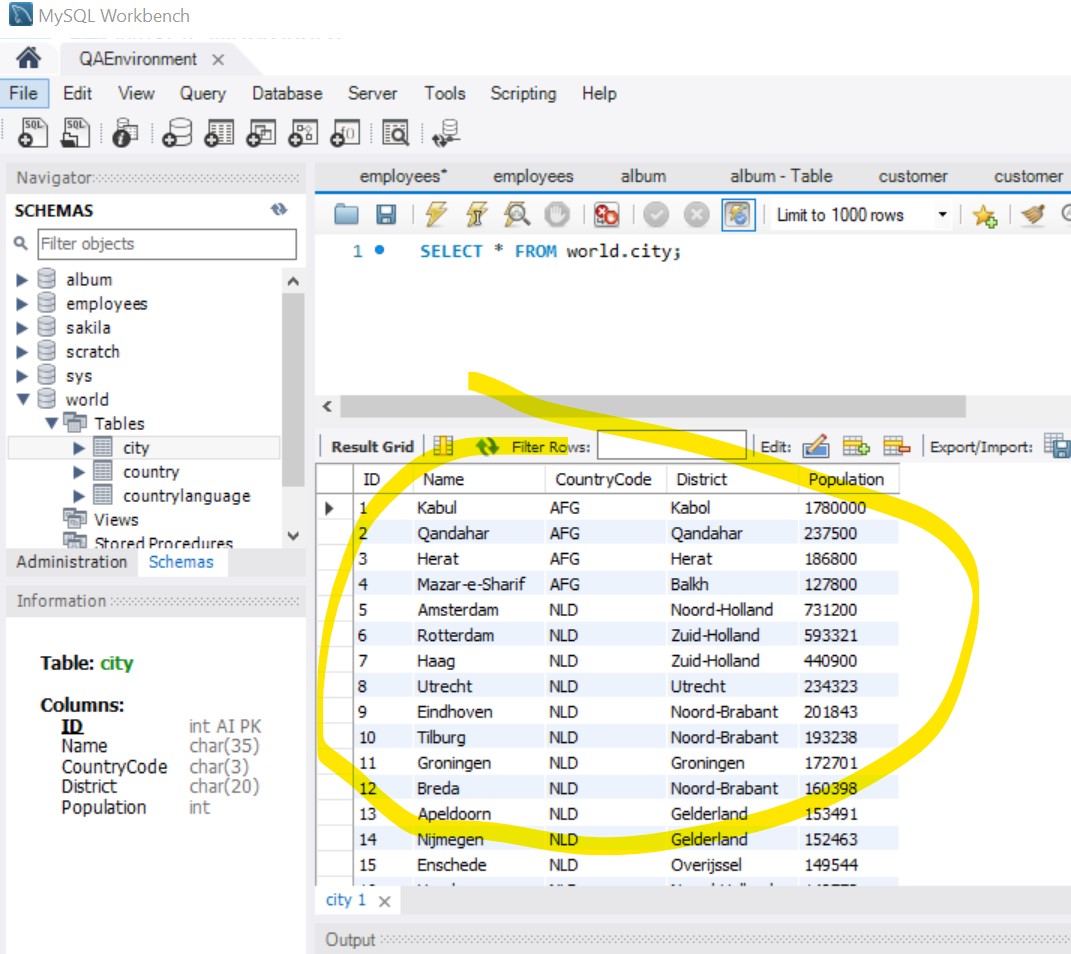 MySQL Workbench
QAEnvironment
File Edit View Query Database Server Tools Scripting Help
Navigator
SCHEMAS
Filter objects
album
employees
sakila
scratch
sys
world
Tables
city
country
countrylanguage
Views
Stored Procedures
Administration Schemas
Information
Table: city
Columns:
ID int AI PK
Name char(35)
CountryCode char(3)
District char(20)
Population int
employees* employees album album - Table customer customer
Limit to 1000 rows
1 SELECT * FROM world.city;
Result Grid Filter Rows: Edit: Export/Import:
ID Name CountryCode District Population
1 Kabul AFG Kabol 1780000
2 Qandahar AFG Qandahar 237500
3 Herat AFG Herat 186800
4 Mazar-e-Sharif AFG Balkh 127800
5 Amsterdam NLD Noord-Holland 731200
6 Rotterdam NLD Zuid-Holland 593321
7 Haag NLD Zuid-Holland 440900
8 Utrecht NLD Utrecht 234323
9 Eindhoven NLD Noord-Brabant 201843
10 Tilburg NLD Noord-Brabant 193238
11 Groningen NLD Groningen 172701
12 Breda NLD Noord-Brabant 160398
13 Apeldoorn NLD Gelderland 153491
14 Nijmegen NLD Gelderland 152463
15 Enschede NLD Overijssel 149544
city 1
Output